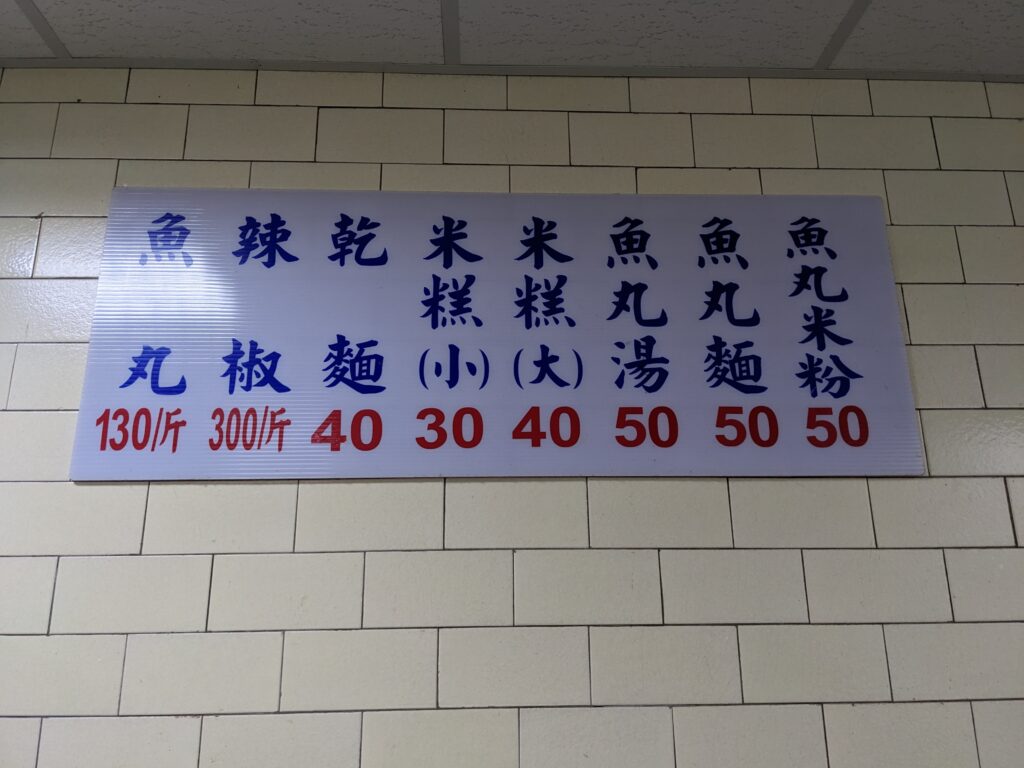 魚丸米粉 50
魚丸麵 50
魚丸湯 50
米糕(大) 40
米糕(小) 30
乾麵 40
辣椒 300/斤
魚丸 130/斤